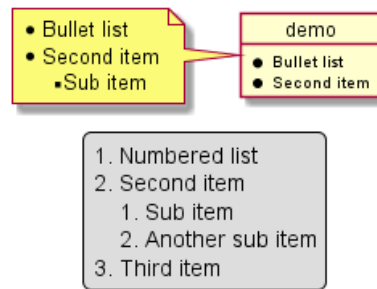 • Bullet list
• Second item
▪Sub item
demo
• Bullet list
• Second item
1. Numbered list
2. Second item
1. Sub item
2. Another sub item
3. Third item